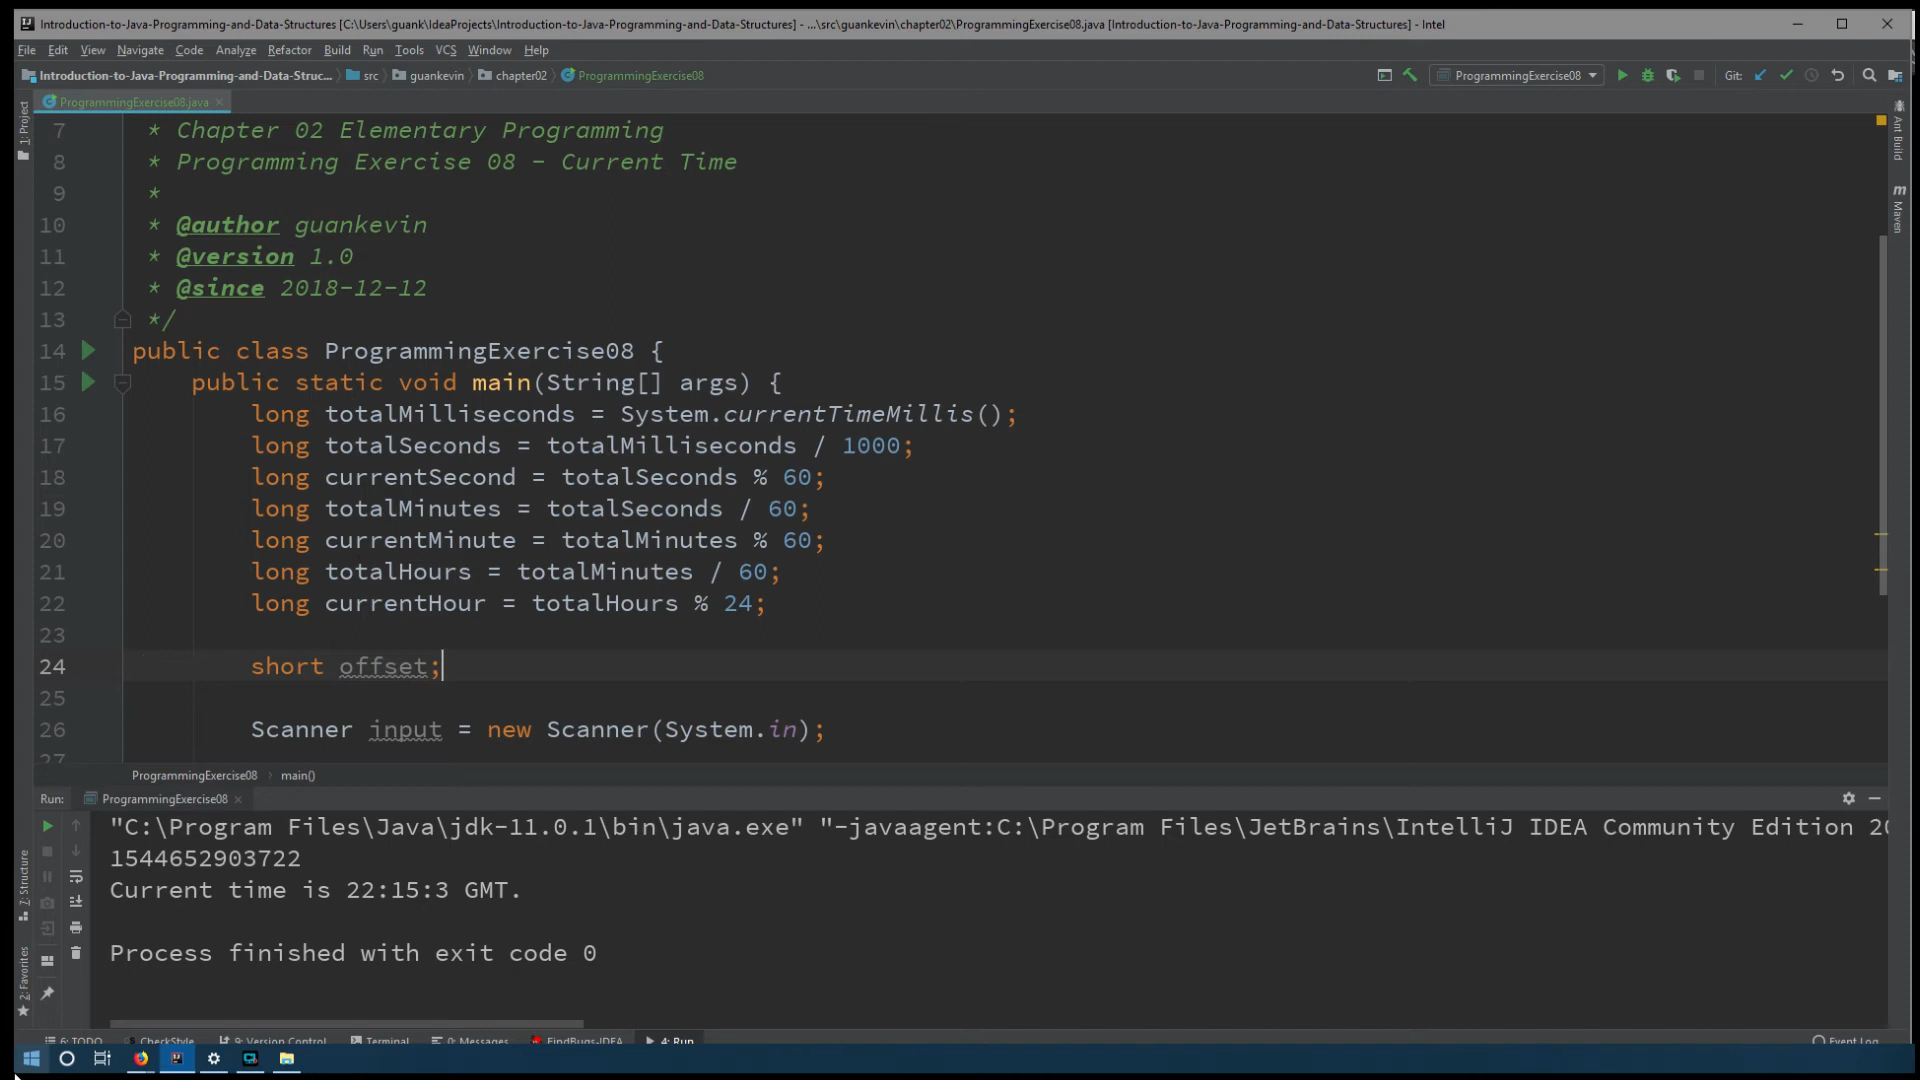 Introduction-to-Java-Programming-and-Data-Structures [C:\Users\guank\IdeaProjects\Introduction-to-Java-Programming-and-Data-Structures] - ...\src\guankevin\chapter02\ProgrammingExercise08.java [Introduction-to-Java-Programming-and-Data-Structures] - Intel
File Edit View Navigate Code Analyze Refactor Build Run Tools VCS Window Help
Introduction-to-Java-Programming-and-Data-Struc... src guankevin chapter02 ProgrammingExercise08 ProgrammingExercise08 Git:
ProgrammingExercise08.java
1: Project
Ant Build
Maven
7 * Chapter 02 Elementary Programming
8 * Programming Exercise 08 - Current Time
9 *
10 * @author guankevin
11 * @version 1.0
12 * @since 2018-12-12
13 */
14 public class ProgrammingExercise08 {
15 public static void main(String[] args) {
16 long totalMilliseconds = System.currentTimeMillis();
17 long totalSeconds = totalMilliseconds / 1000;
18 long currentSecond = totalSeconds % 60;
19 long totalMinutes = totalSeconds / 60;
20 long currentMinute = totalMinutes % 60;
21 long totalHours = totalMinutes / 60;
22 long currentHour = totalHours % 24;
23
24 short offset;
25
26 Scanner input = new Scanner(System.in);
27
ProgrammingExercise08 main()
Run: ProgrammingExercise08
"C:\Program Files\Java\jdk-11.0.1\bin\java.exe" "-javaagent:C:\Program Files\JetBrains\IntelliJ IDEA Community Edition 20
1544652903722
Current time is 22:15:3 GMT.
Process finished with exit code 0
7: Structure
2: Favorites
6: TODO CheckStyle 9: Version Control Terminal 0: Messages FindBugs-IDEA 4: Run Event Log